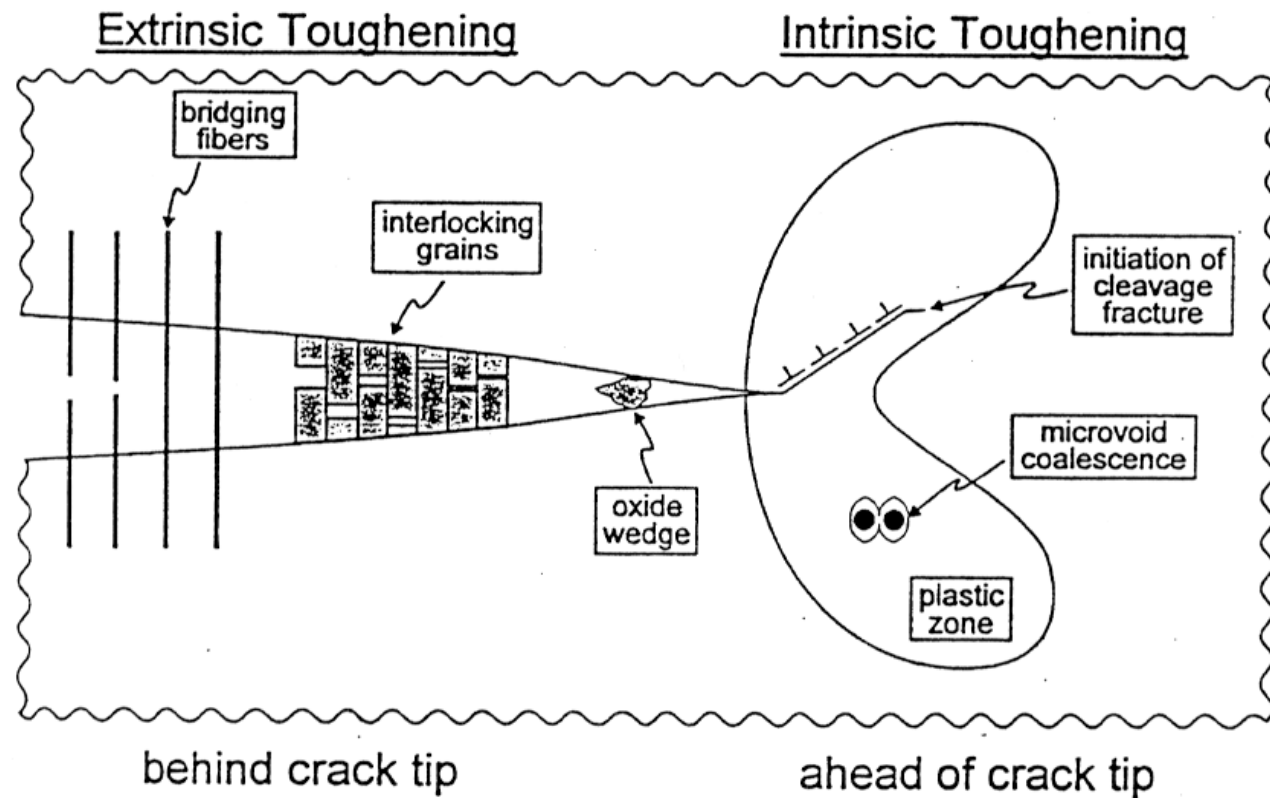 Extrinsic Toughening
Intrinsic Toughening
bridging
fibers
interlocking
grains
initiation of
cleavage
fracture
microvoid
coalescence
oxide
wedge
plastic
zone
behind crack tip
ahead of crack tip